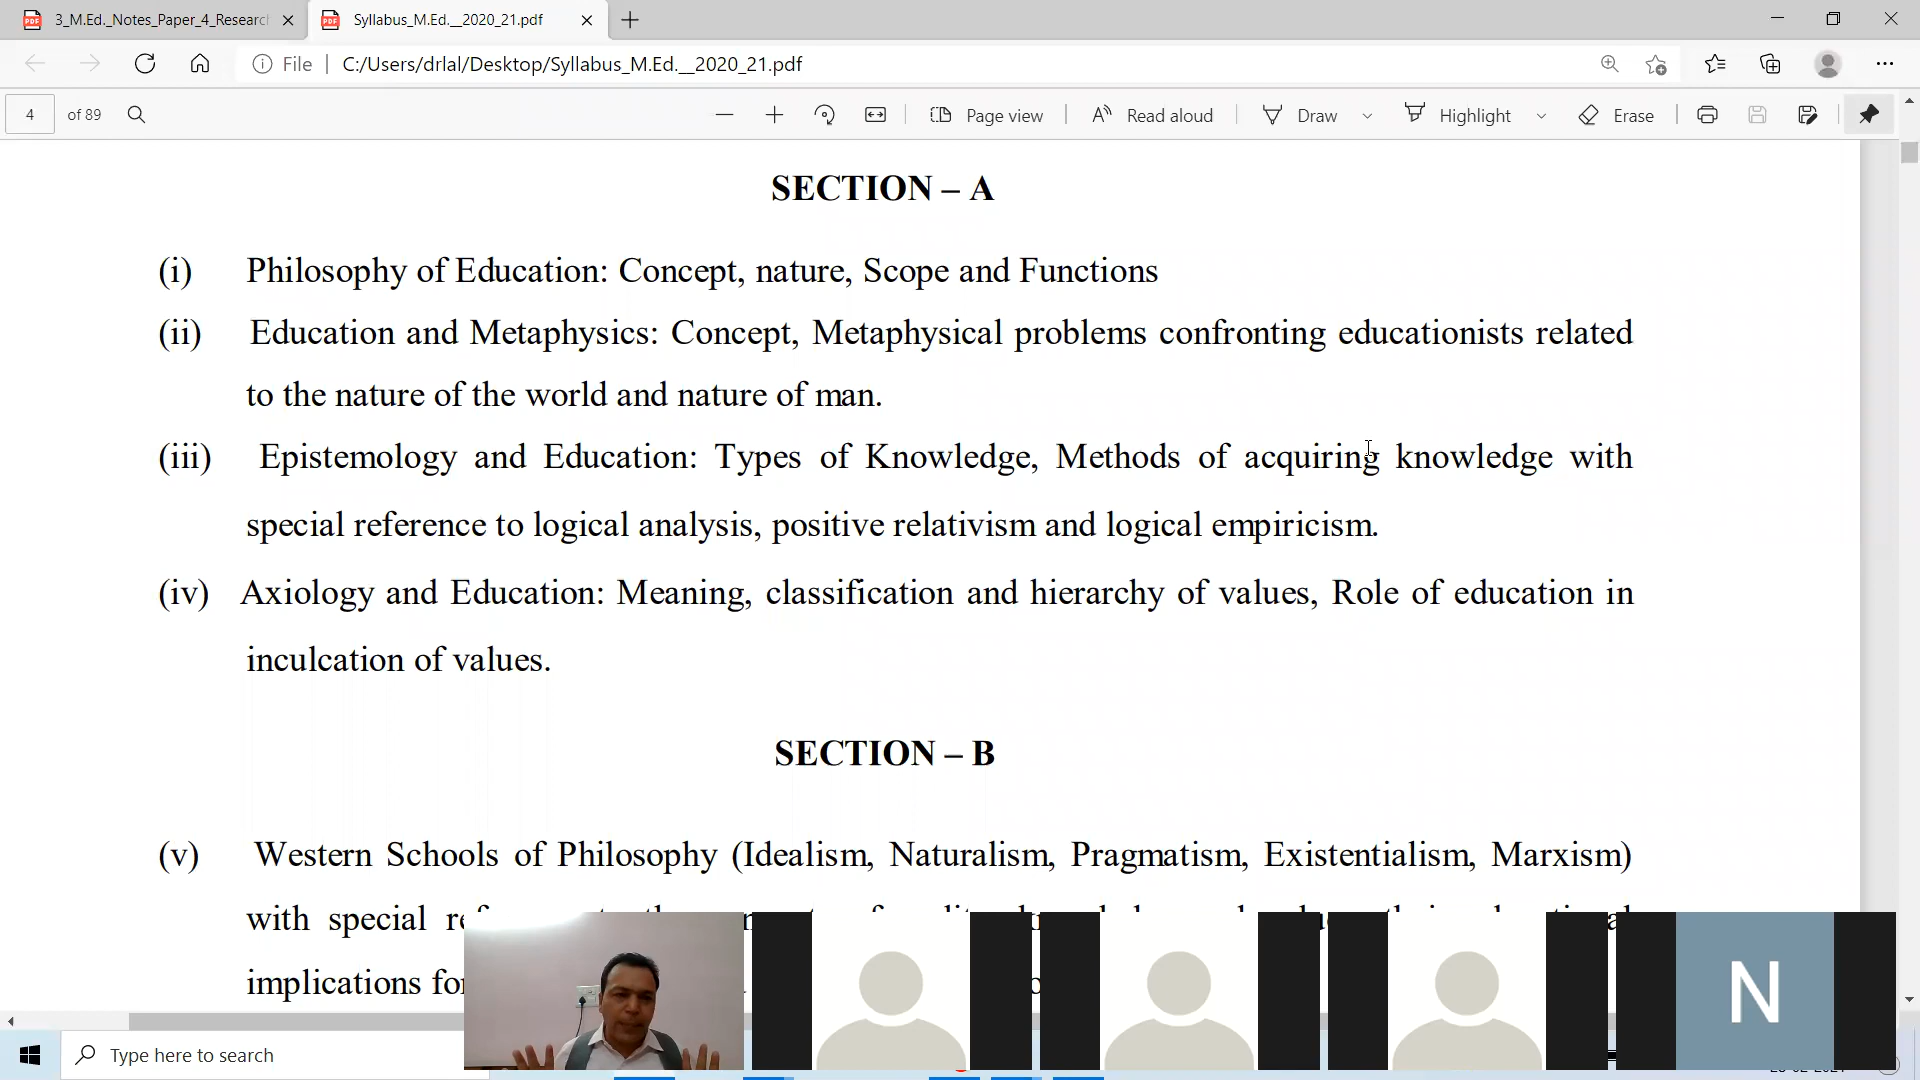 3_M.Ed._Notes_Paper_4_Research
Syllabus_M.Ed.__2020_21.pdf
File
C:/Users/drlal/Desktop/Syllabus_M.Ed.__2020_21.pdf
4 of 89
Page view
Read aloud
Draw
Highlight
Erase
SECTION – A
(i) Philosophy of Education: Concept, nature, Scope and Functions
(ii) Education and Metaphysics: Concept, Metaphysical problems confronting educationists related
to the nature of the world and nature of man.
(iii) Epistemology and Education: Types of Knowledge, Methods of acquiring knowledge with
special reference to logical analysis, positive relativism and logical empiricism.
(iv) Axiology and Education: Meaning, classification and hierarchy of values, Role of education in
inculcation of values.
SECTION – B
(v) Western Schools of Philosophy (Idealism, Naturalism, Pragmatism, Existentialism, Marxism)
with special
implications for
N
Type here to search